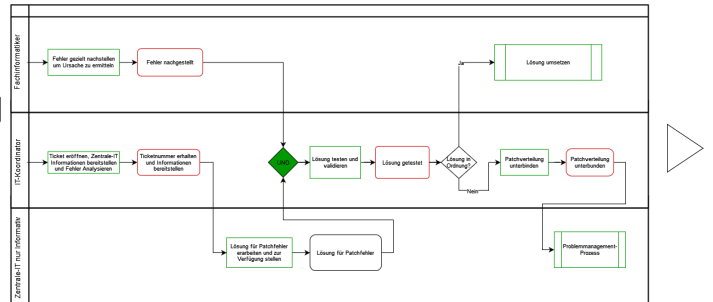 Fachinformatiker
Fehler gezielt nachstellen
um Ursache zu ermitteln
Fehler nachgestellt
Ja
Lösung umsetzen
IT-Koordinator
Ticket eröffnen, Zentrale-IT
Informationen bereitstellen
und Fehler Analysieren
Ticketnummer erhalten
und Informationen
bereitstellen
UND
Lösung testen und
validieren
Lösung getestet
Lösung in
Ordnung?
Nein
Patchverteilung
unterbinden
Patchverteilung
unterbunden
Zentrale-IT nur Informativ
Lösung für Patchfehler
erarbeiten und zur
Verfügung stellen
Lösung für Patchfehler
Problemmanagement-
Prozess